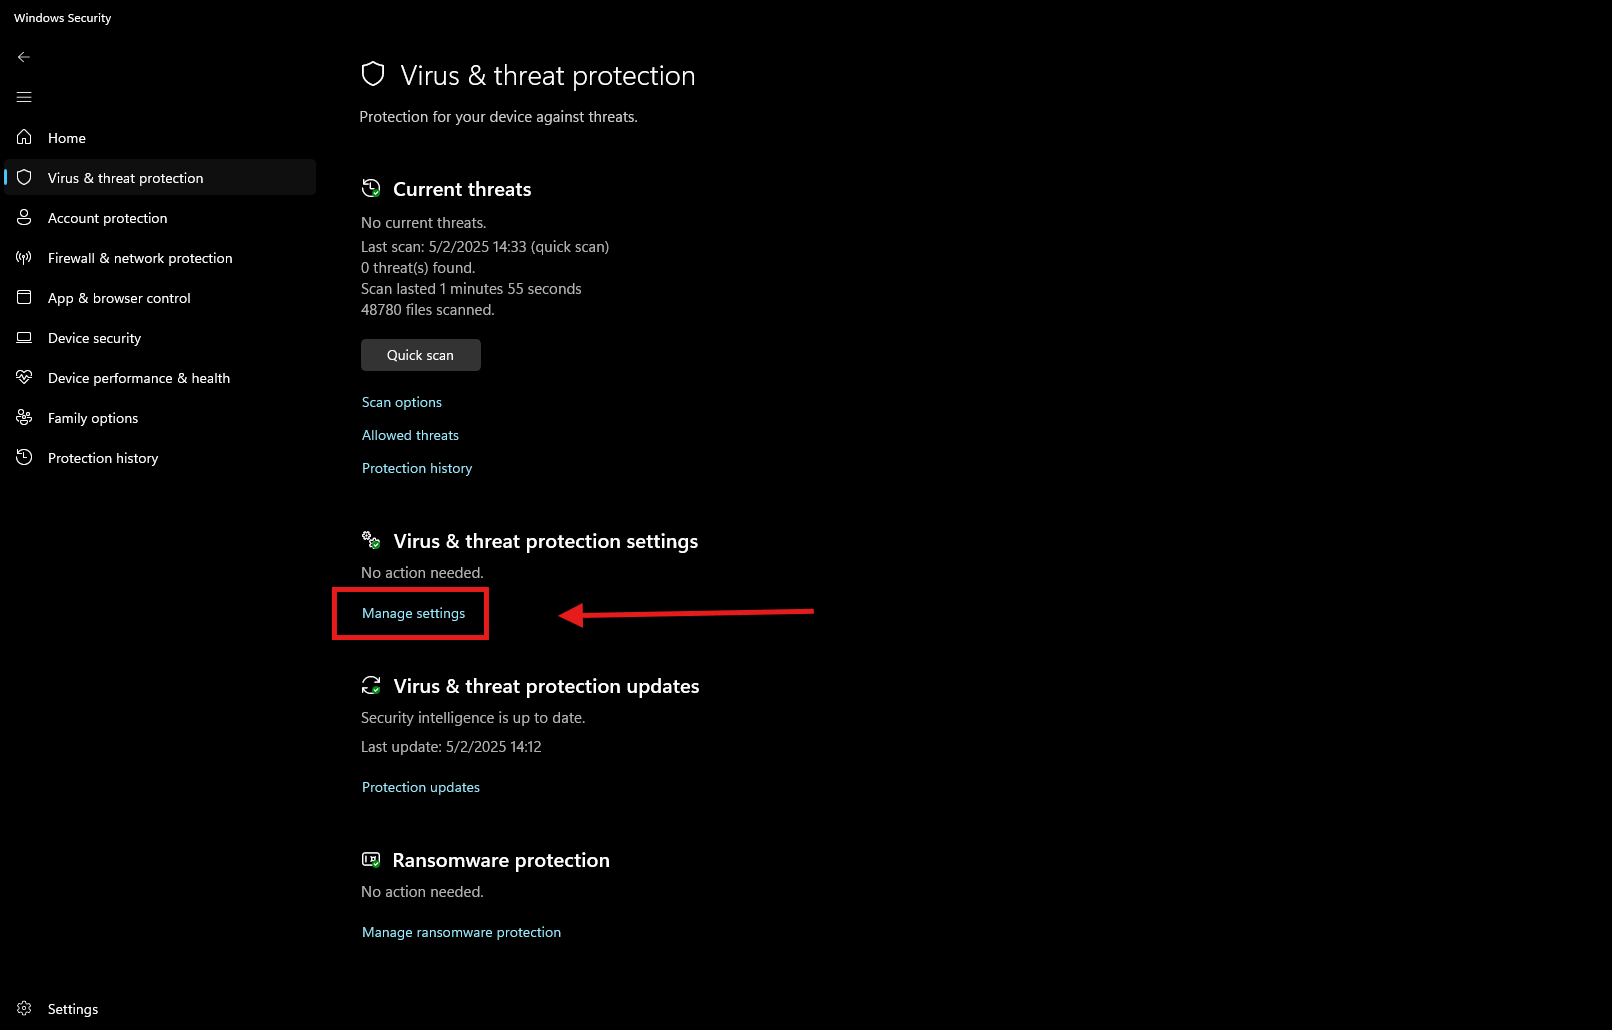 Windows Security
Home
Virus & threat protection
Account protection
Firewall & network protection
App & browser control
Device security
Device performance & health
Family options
Protection history
Settings
Virus & threat protection
Protection for your device against threats.
Current threats
No current threats.
Last scan: 5/2/2025 14:33 (quick scan)
0 threat(s) found.
Scan lasted 1 minutes 55 seconds
48780 files scanned.
Quick scan
Scan options
Allowed threats
Protection history
Virus & threat protection settings
No action needed.
Manage settings
Virus & threat protection updates
Security intelligence is up to date.
Last update: 5/2/2025 14:12
Protection updates
Ransomware protection
No action needed.
Manage ransomware protection